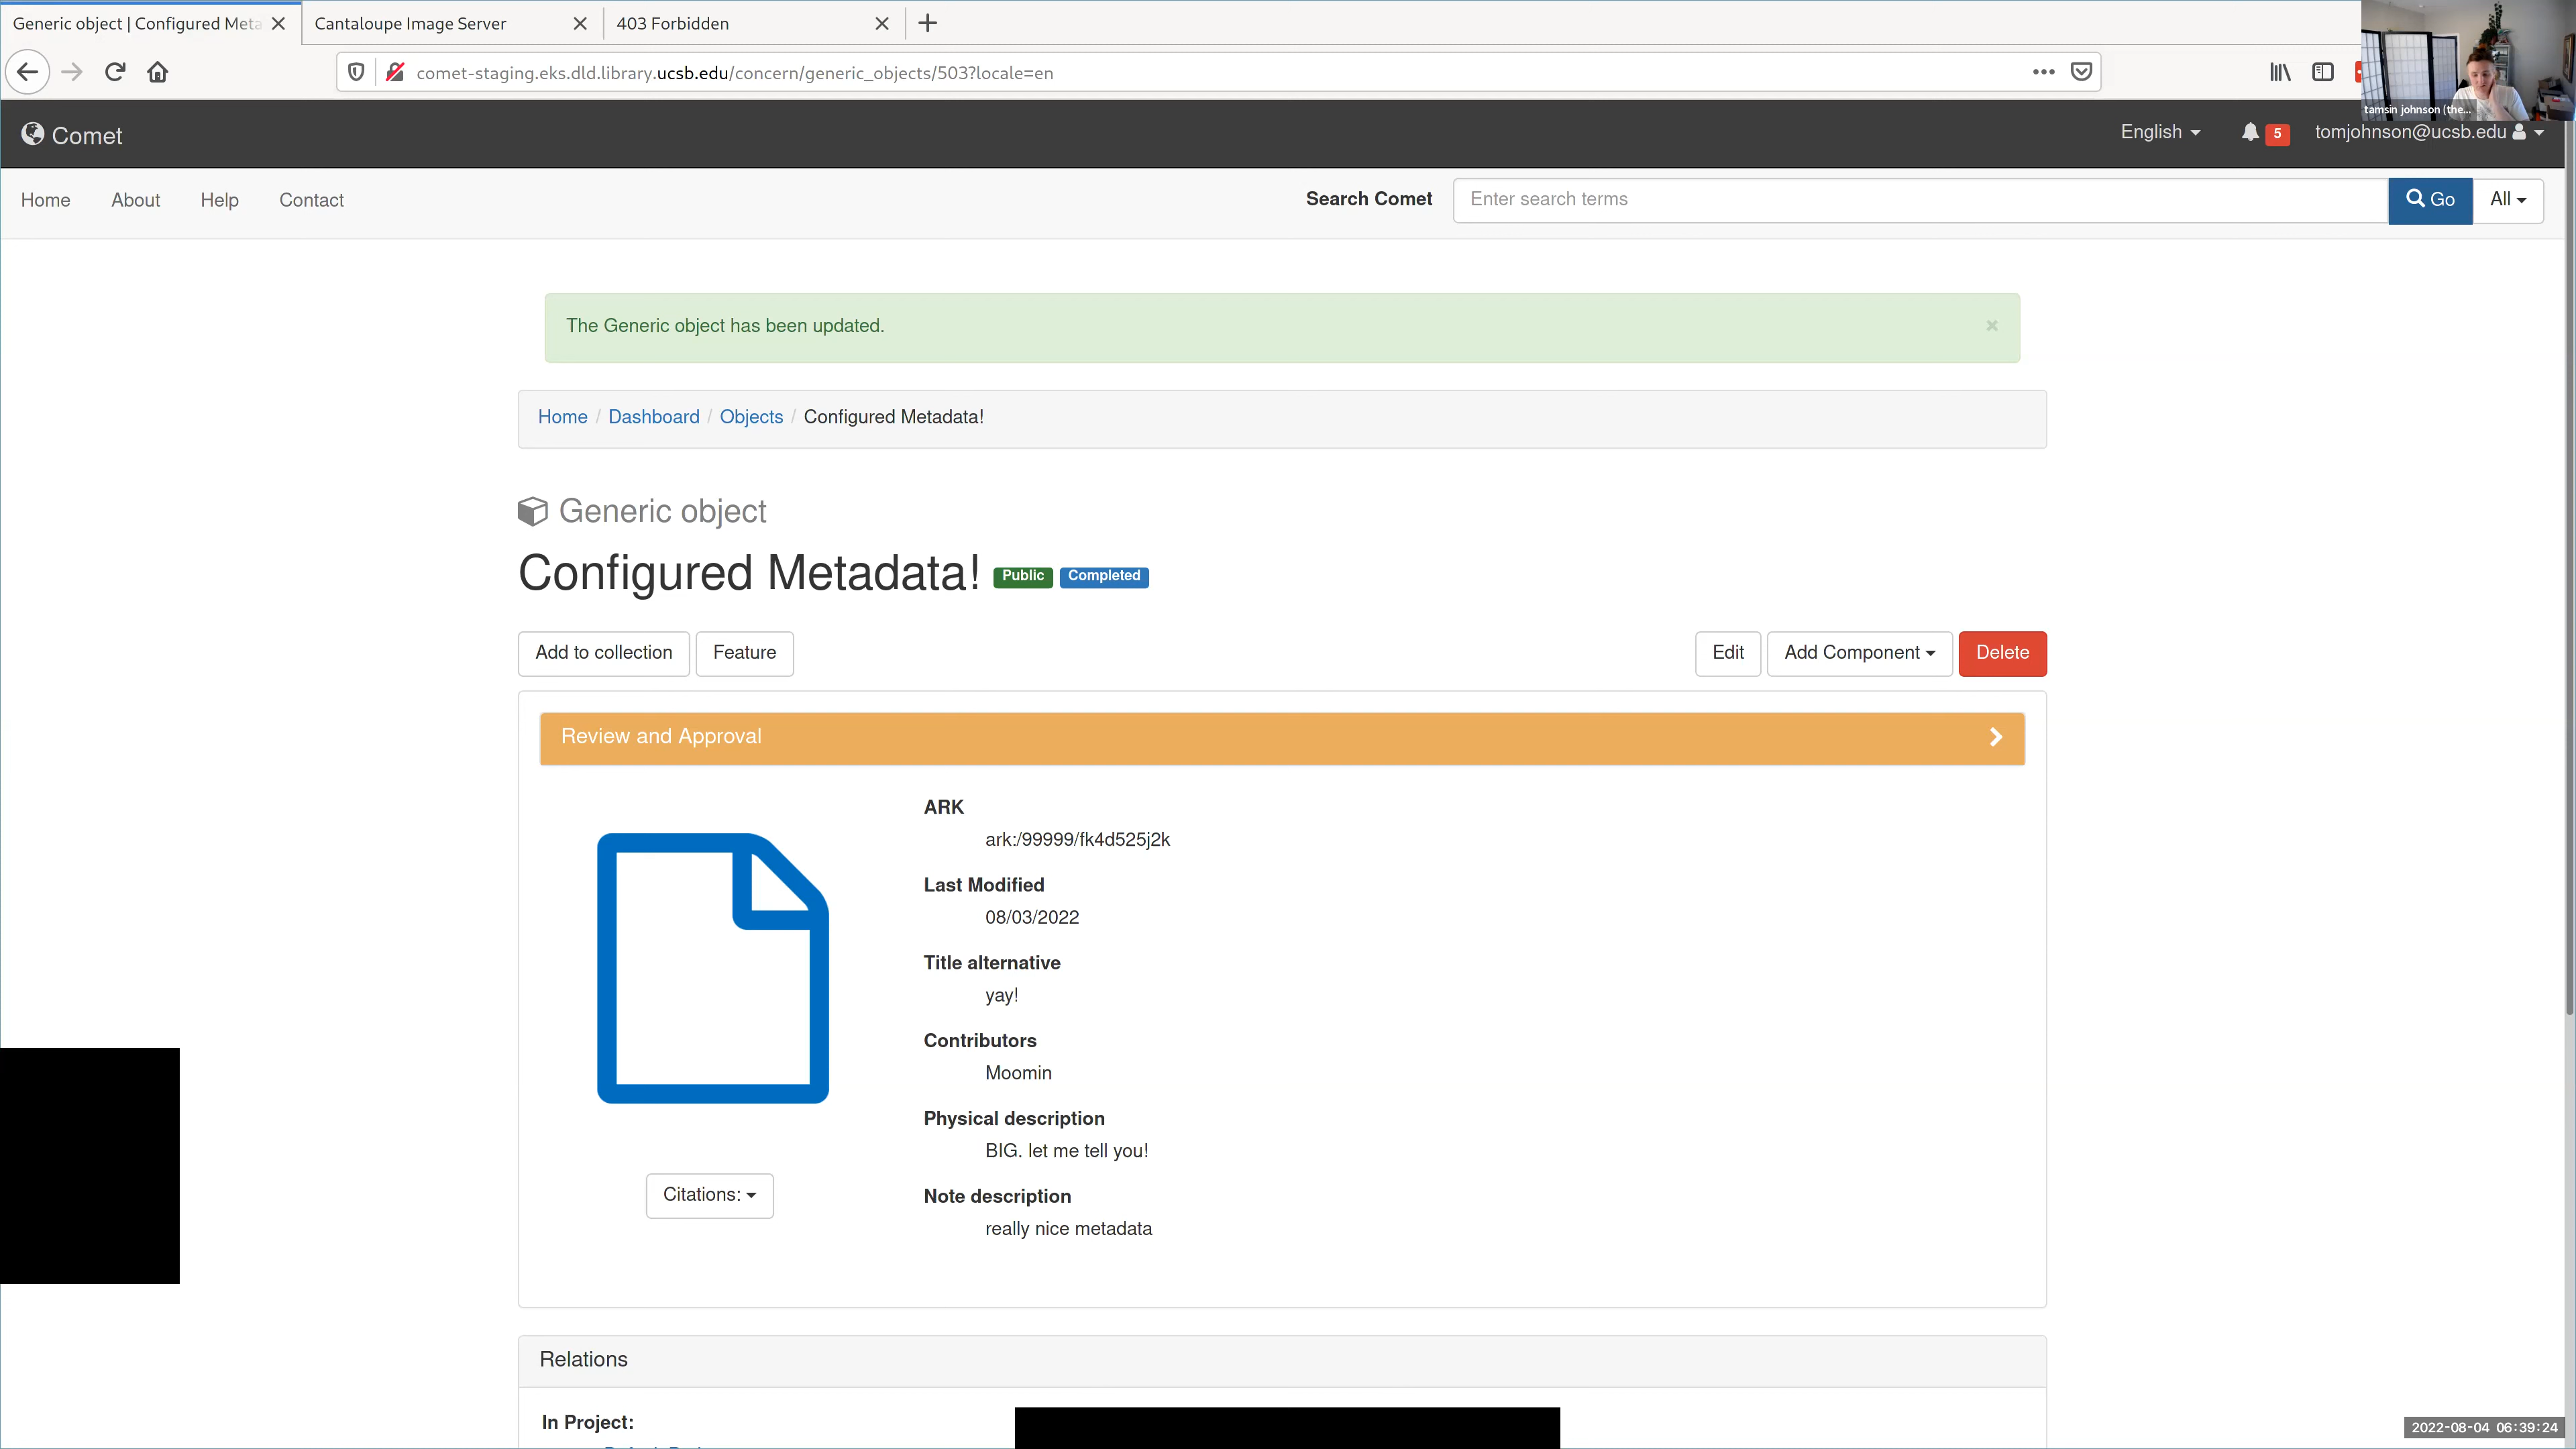 Generic object | Configured Meta
Cantaloupe Image Server
403 Forbidden
comet-staging.eks.dld.library.ucsb.edu/concern/generic_objects/503?locale=en
tamsin johnson (the...
Comet
English
5
tomjohnson@ucsb.edu
Home
About
Help
Contact
Search Comet
Enter search terms
Go
All
The Generic object has been updated.
×
Home / Dashboard / Objects / Configured Metadata!
Generic object
Configured Metadata! Public Completed
Add to collection
Feature
Edit
Add Component
Delete
Review and Approval
ARK
ark:/99999/fk4d525j2k
Last Modified
08/03/2022
Title alternative
yay!
Contributors
Moomin
Physical description
BIG. let me tell you!
Citations:
Note description
really nice metadata
Relations
In Project:
2022-08-04 06:39:24